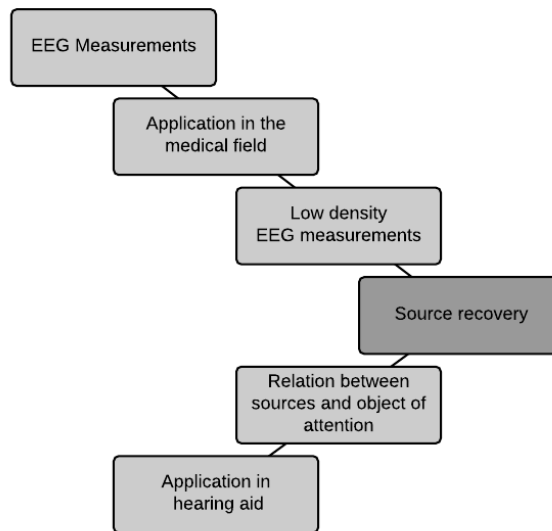 EEG Measurements
Application in the
medical field
Low density
EEG measurements
Source recovery
Relation between
sources and object of
attention
Application in
hearing aid